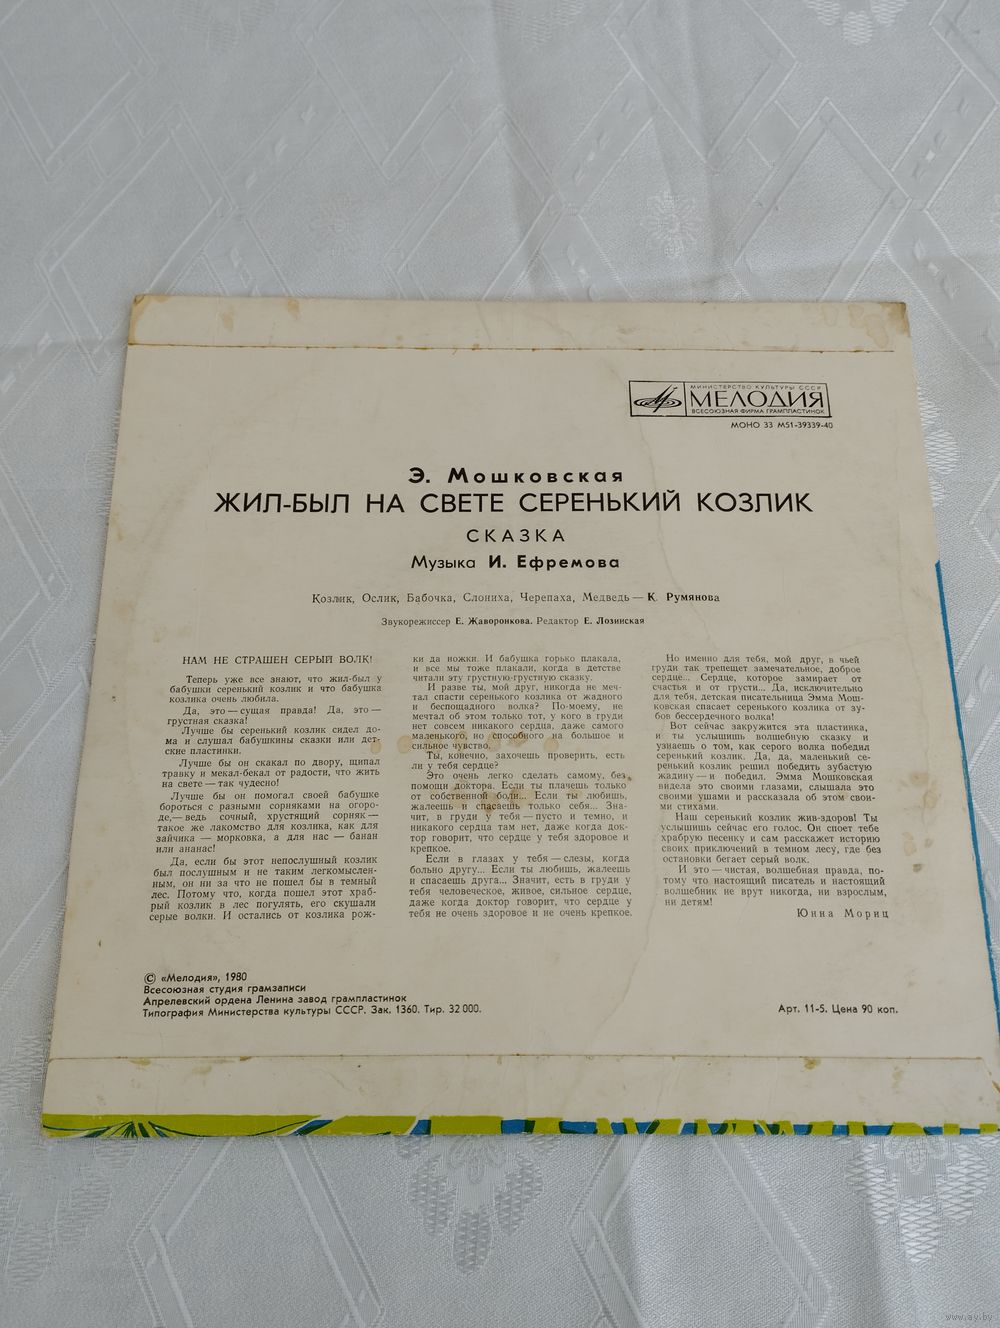 МИНИСТЕРСТВО КУЛЬТУРЫ СССР
МЕЛОДИЯ
ВСЕСОЮЗНАЯ ФИРМА ГРАМПЛАСТИНОК
МОНО 33 М51-39339-40
Э. Мошковская
ЖИЛ-БЫЛ НА СВЕТЕ СЕРЕНЬКИЙ КОЗЛИК
СКАЗКА
Музыка И. Ефремова
Козлик, Ослик, Бабочка, Слониха, Черепаха, Медведь — К. Румянова
Звукорежиссер Е. Жаворонкова. Редактор Е. Лозинская
НАМ НЕ СТРАШЕН СЕРЫЙ ВОЛК!
Теперь уже все знают, что жил-был у
бабушки серенький козлик и что бабушка
козлика очень любила.
Да, это — сущая правда! Да, это —
грустная сказка!
Лучше бы серенький козлик сидел до-
ма и слушал бабушкины сказки или дет-
ские пластинки.
Лучше бы он скакал по двору, щипал
травку и мекал-бекал от радости, что жить
на свете — так чудесно!
Лучше бы он помогал своей бабушке
бороться с разными сорняками на огоро-
де,— ведь сочный, хрустящий сорняк —
такое же лакомство для козлика, как для
зайчика — морковка, а для нас — банан
или ананас!
Да, если бы этот непослушный козлик
был послушным и не таким легкомыслен-
ным, он ни за что не пошел бы в темный
лес. Потому что, когда пошел этот храб-
рый козлик в лес погулять, его скушали
серые волки. И остались от козлика рож-
ки да ножки. И бабушка горько плакала,
и все мы тоже плакали, когда в детстве
читали эту грустную-грустную сказку.
И разве ты, мой друг, никогда не меч-
тал спасти серенького козлика от жадного
и беспощадного волка? По-моему, не
мечтал об этом только тот, у кого в груди
нет совсем никакого сердца, даже самого
маленького, но способного на большое и
сильное чувство.
Ты, конечно, захочешь проверить, есть
ли у тебя сердце?
Это очень легко сделать самому, без
помощи доктора. Если ты плачешь только
от собственной боли... Если ты любишь,
жалеешь и спасаешь только себя... Зна-
чит, в груди у тебя — пусто и темно, и
никакого сердца там нет, даже когда док-
тор говорит, что сердце у тебя здоровое и
крепкое.
Если в глазах у тебя — слезы, когда
больно другу... Если ты любишь, жалеешь
и спасаешь друга... Значит, есть в груди у
тебя человеческое, живое, сильное сердце,
даже когда доктор говорит, что сердце у
тебя не очень здоровое и не очень крепкое.
Но именно для тебя, мой друг, в чьей
груди так трепещет замечательное, доброе
сердце... Сердце, которое замирает от
счастья и от грусти... Да, исключительно
для тебя, детская писательница Эмма Мош-
ковская спасает серенького козлика от зу-
бов бессердечного волка!
Вот сейчас закружится эта пластинка,
и ты услышишь волшебную сказку и
узнаешь о том, как серого волка победил
серенький козлик. Да, да, маленький се-
ренький козлик решил победить зубастую
жадину — и победил. Эмма Мошковская
видела это своими глазами, слышала это
своими ушами и рассказала об этом свои-
ми стихами.
Наш серенький козлик жив-здоров! Ты
услышишь сейчас его голос. Он споет тебе
храбрую песенку и сам расскажет историю
своих приключений в темном лесу, где без
остановки бегает серый волк.
И это — чистая, волшебная правда, по-
тому что настоящий писатель и настоящий
волшебник не врут никогда, ни взрослым,
ни детям!
Юнна Мориц
© «Мелодия», 1980
Всесоюзная студия грамзаписи
Апрелевский ордена Ленина завод грампластинок
Типография Министерства культуры СССР. Зак. 1360. Тир. 32 000.
Арт. 11-5. Цена 90 коп.
www.ay.by